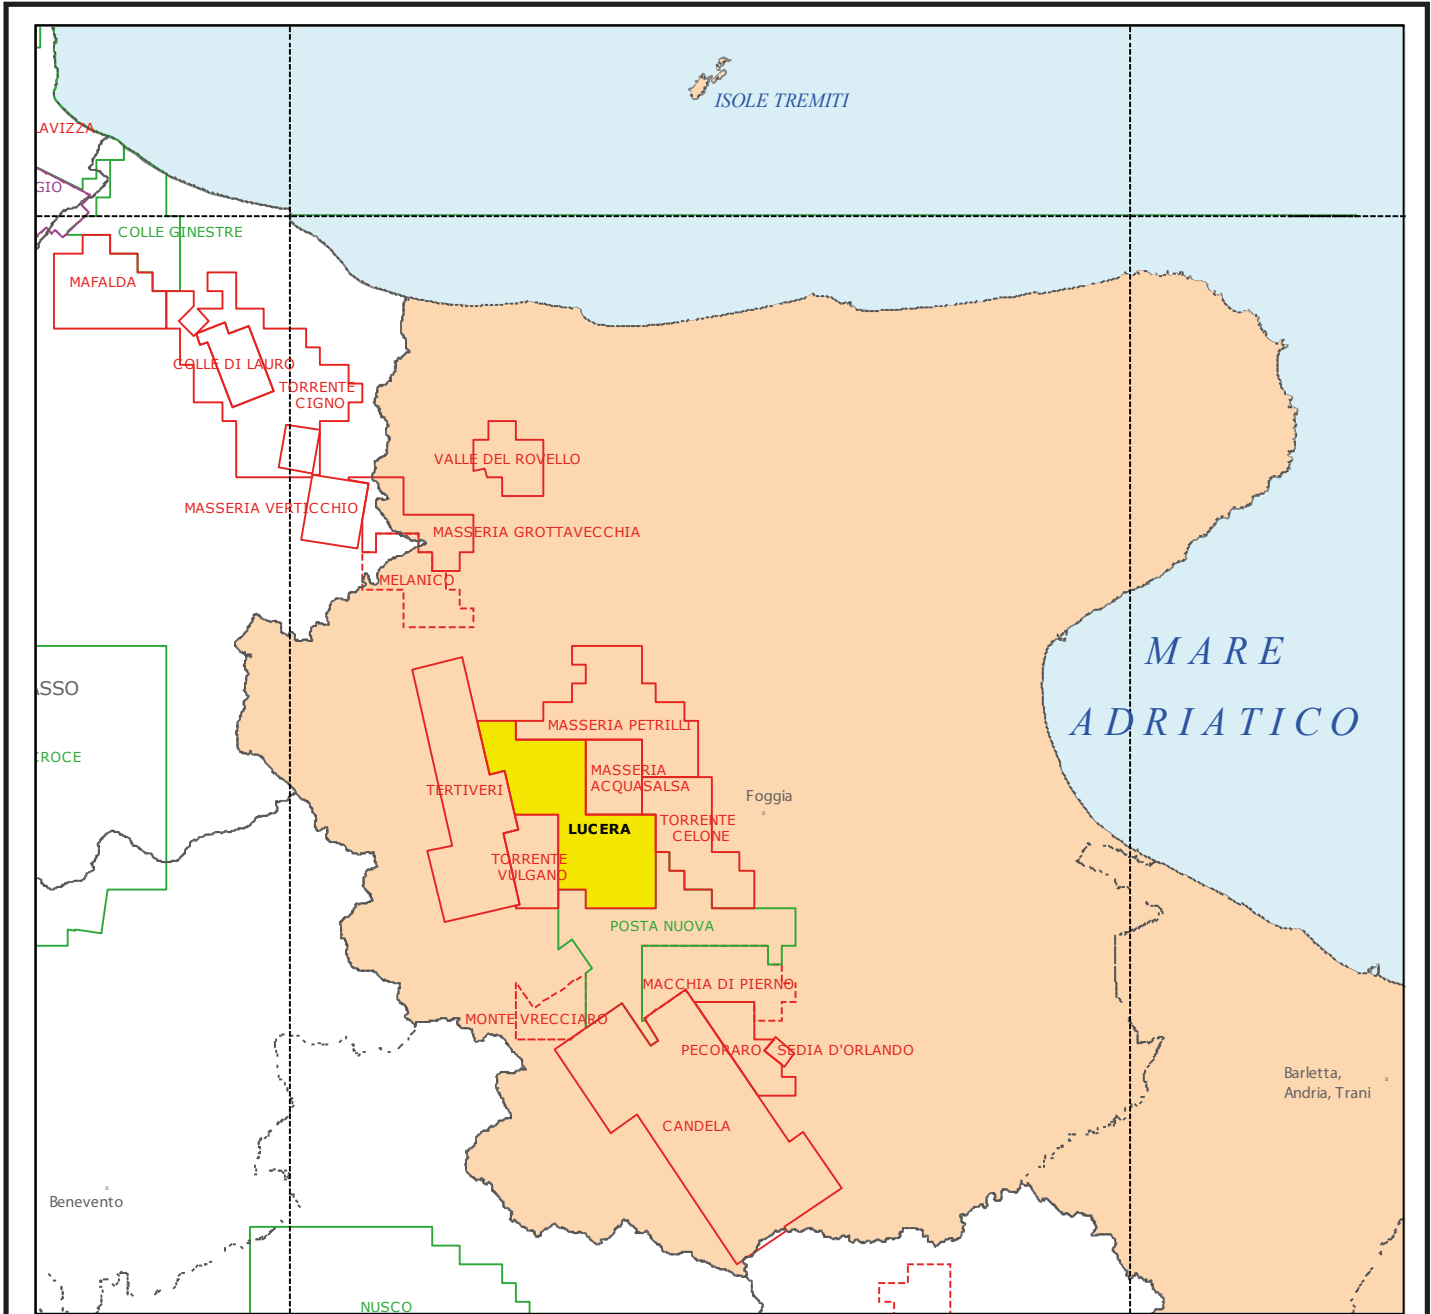 ISOLE TREMITI
AVIZZA
GIO
COLLE GINESTRE
MAFALDA
COLLE DI LAURO
TORRENTE
CIGNO
VALLE DEL ROVELLO
MASSERIA VERTICCHIO
MASSERIA GROTTAVECCHIA
MELANICO
MARE
ADRIATICO
ASSO
CROCE
MASSERIA PETRILLI
MASSERIA
ACQUASALSA
TERTIVERI
Foggia
LUCERA
TORRENTE
CELONE
TORRENTE
VULGANO
POSTA NUOVA
MACCHIA DI PIERNO
MONTE VRECCIARO
PECORARO
SEDIA D'ORLANDO
Barletta,
Andria, Trani
CANDELA
Benevento
NUSCO